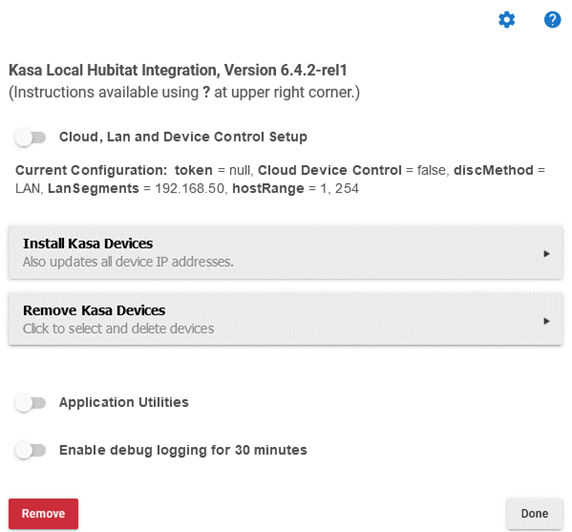 Kasa Local Hubitat Integration, Version 6.4.2-rel1
(Instructions available using ? at upper right corner.)
Cloud, Lan and Device Control Setup
Current Configuration: token = null, Cloud Device Control = false, discMethod =
LAN, LanSegments = 192.168.50, hostRange = 1, 254
Install Kasa Devices
Also updates all device IP addresses.
Remove Kasa Devices
Click to select and delete devices
Application Utilities
Enable debug logging for 30 minutes
Remove
Done